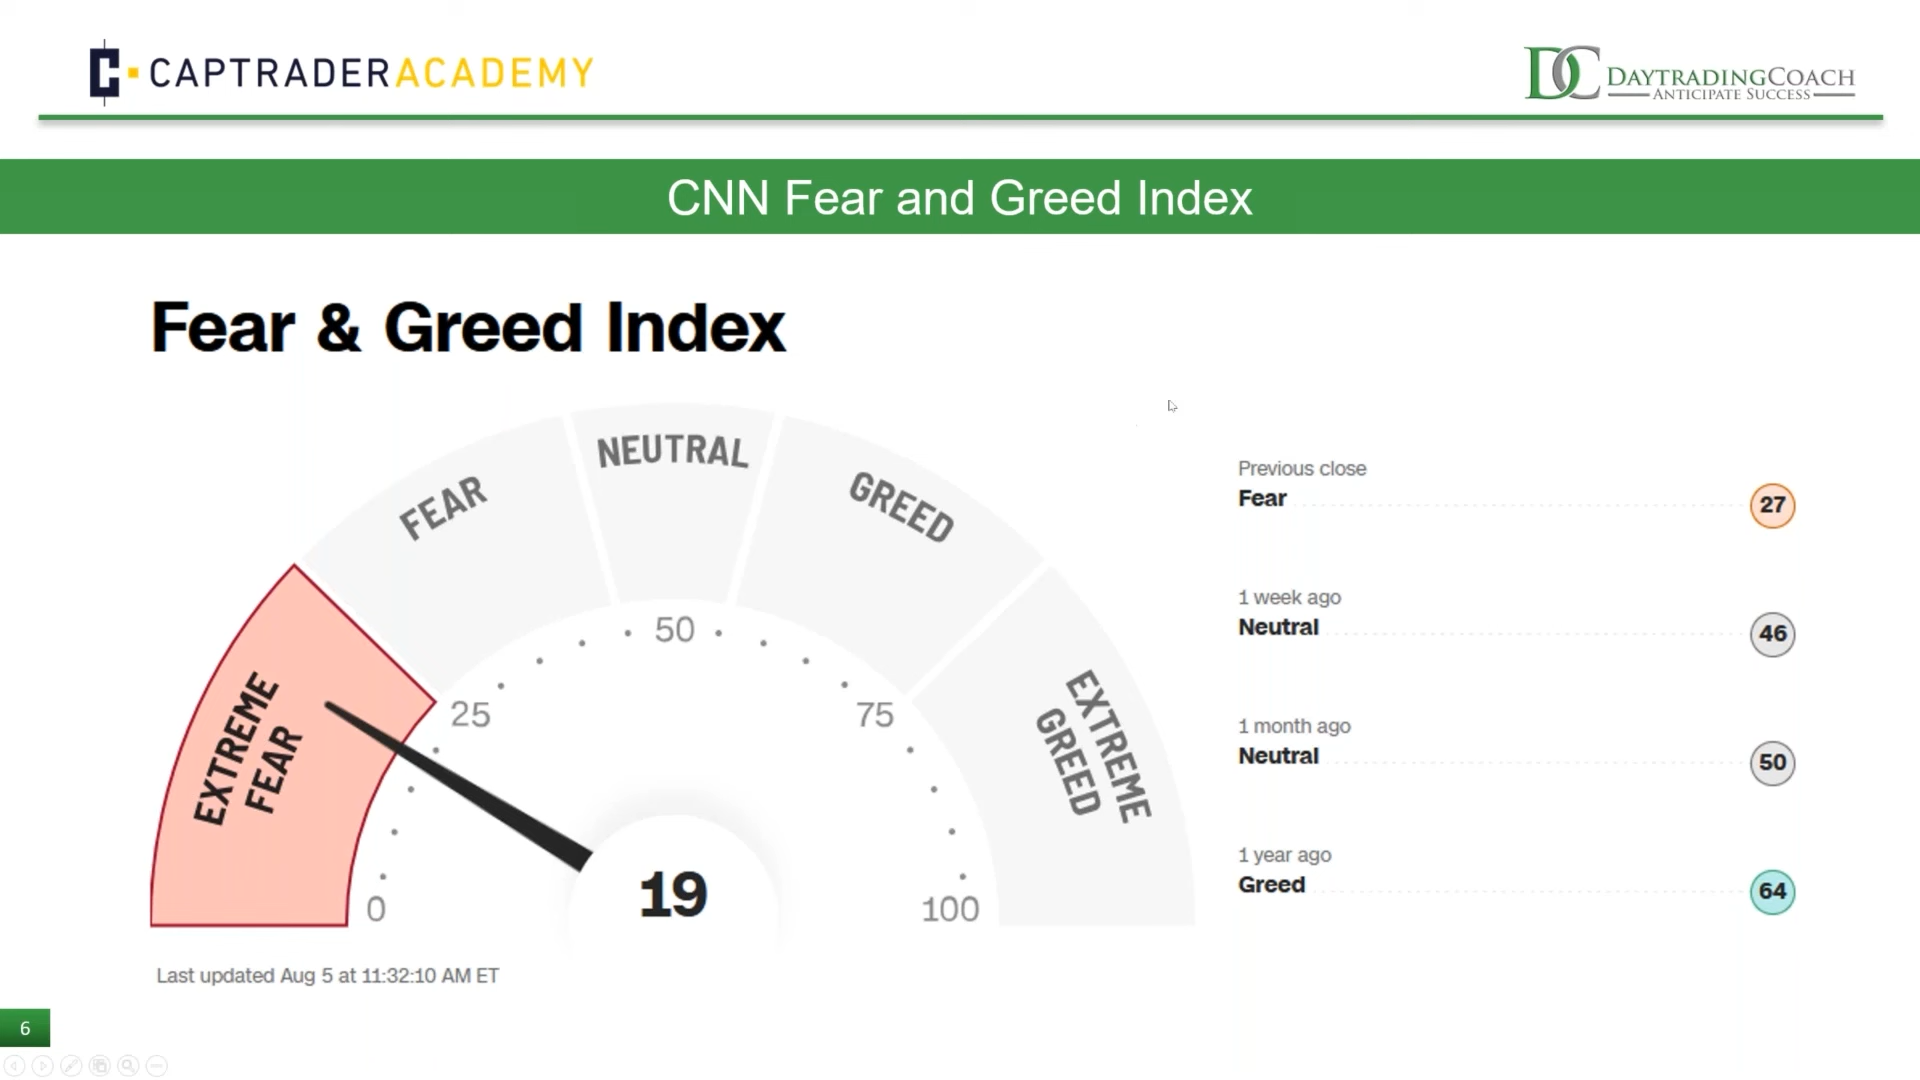 CAPTRADERACADEMY
DC DAYTRADINGCOACH
ANTICIPATE SUCCESS
CNN Fear and Greed Index
Fear & Greed Index
EXTREME
FEAR
FEAR
NEUTRAL
GREED
EXTREME
GREED
0
25
50
75
100
19
Last updated Aug 5 at 11:32:10 AM ET
Previous close
Fear 27
1 week ago
Neutral 46
1 month ago
Neutral 50
1 year ago
Greed 64
6